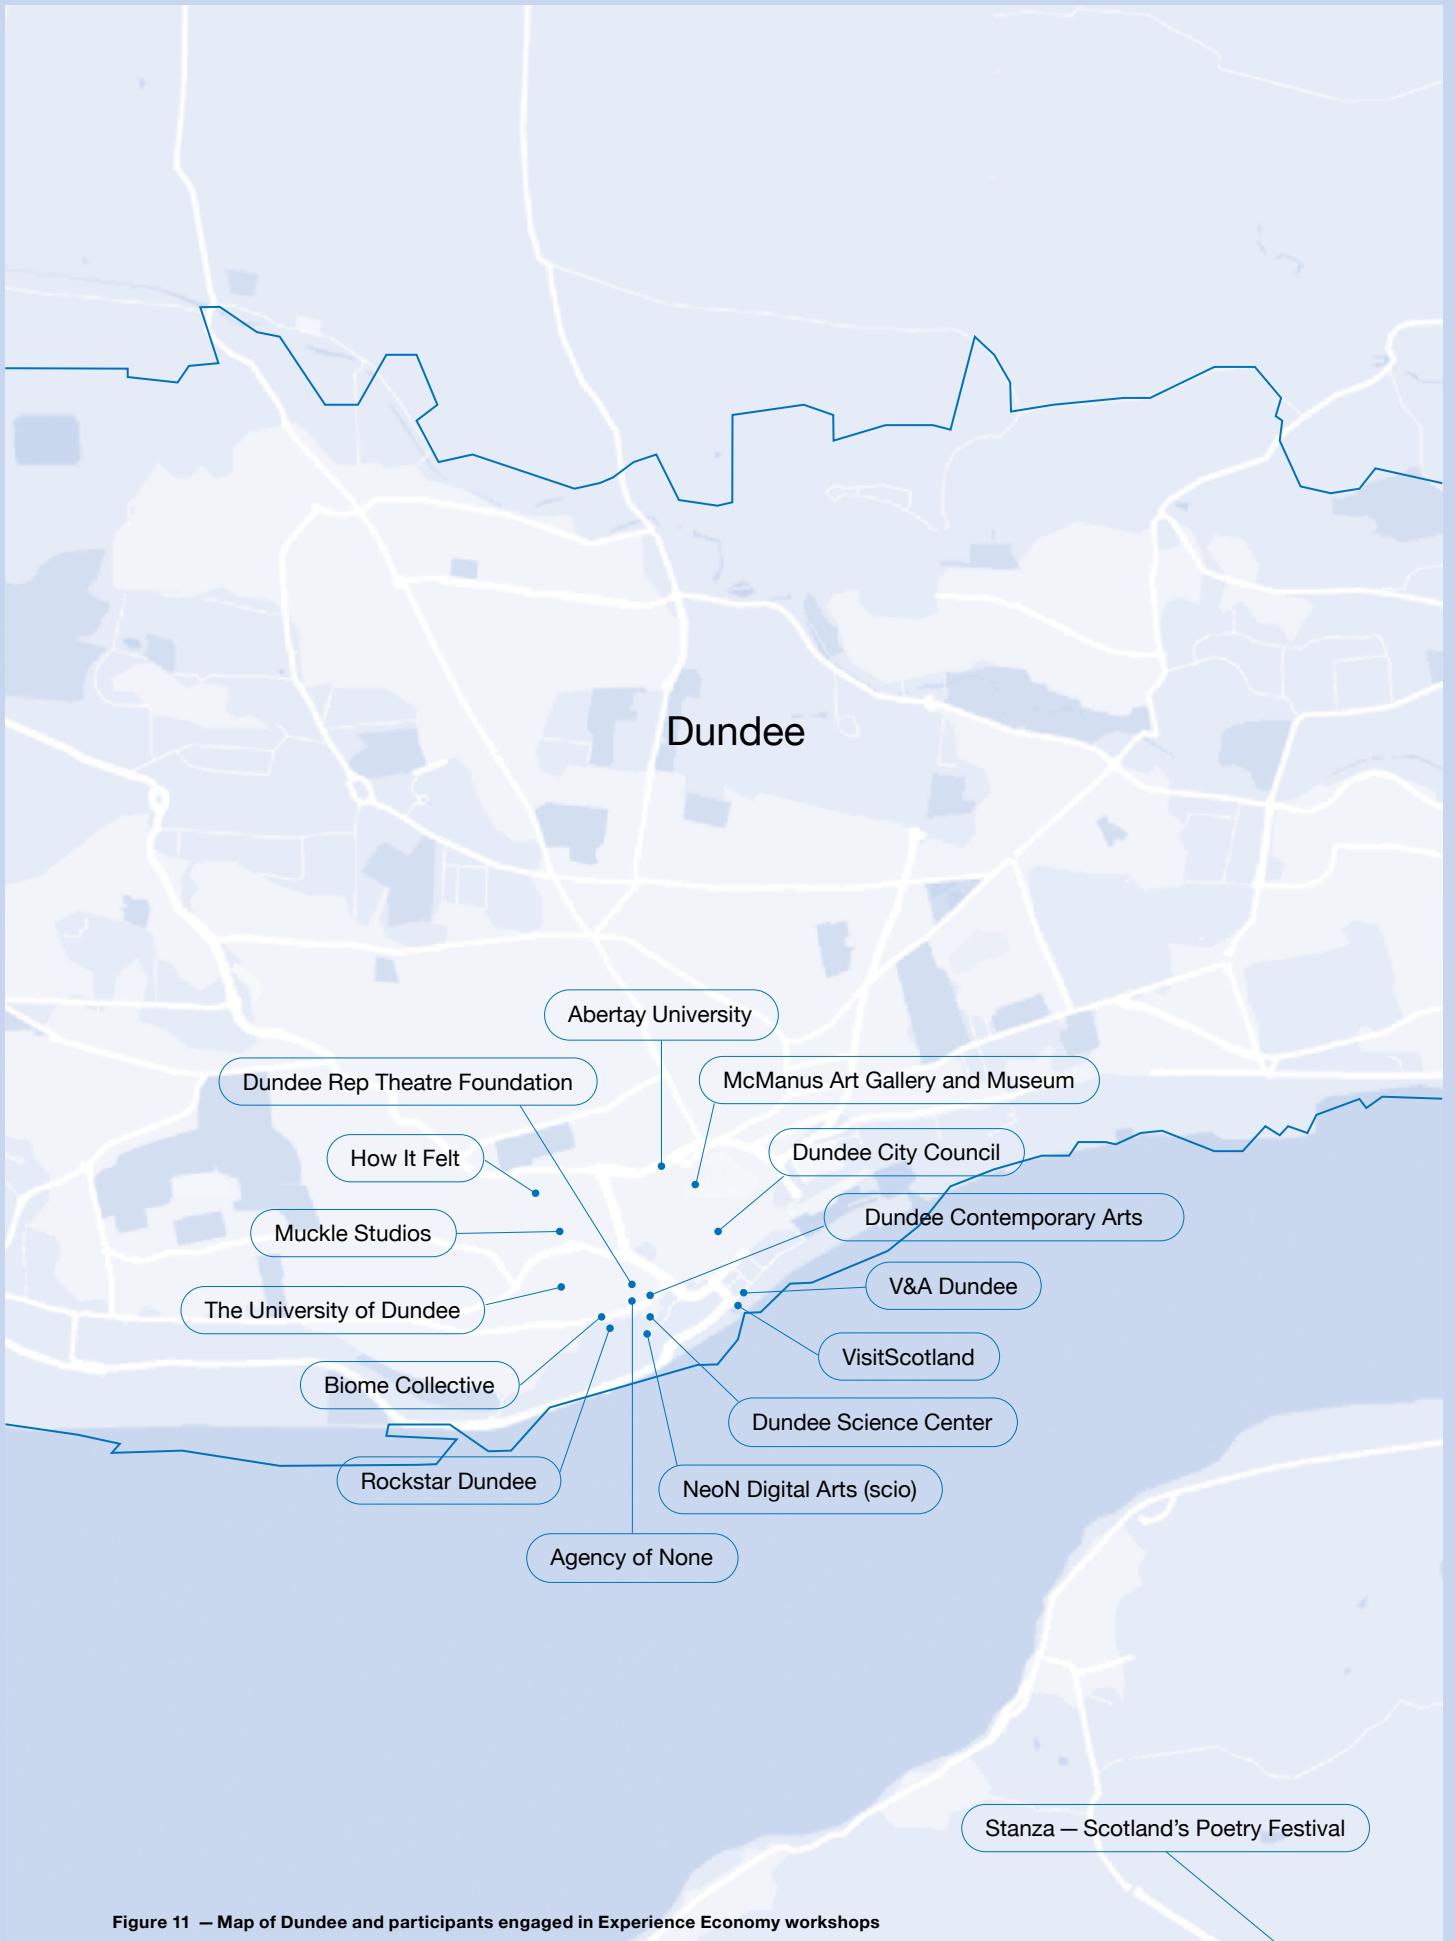 Dundee
Abertay University
Dundee Rep Theatre Foundation
McManus Art Gallery and Museum
How It Felt
Dundee City Council
Muckle Studios
Dundee Contemporary Arts
The University of Dundee
V&A Dundee
VisitScotland
Biome Collective
Dundee Science Center
Rockstar Dundee
NeoN Digital Arts (scio)
Agency of None
Stanza — Scotland’s Poetry Festival
Figure 11 — Map of Dundee and participants engaged in Experience Economy workshops